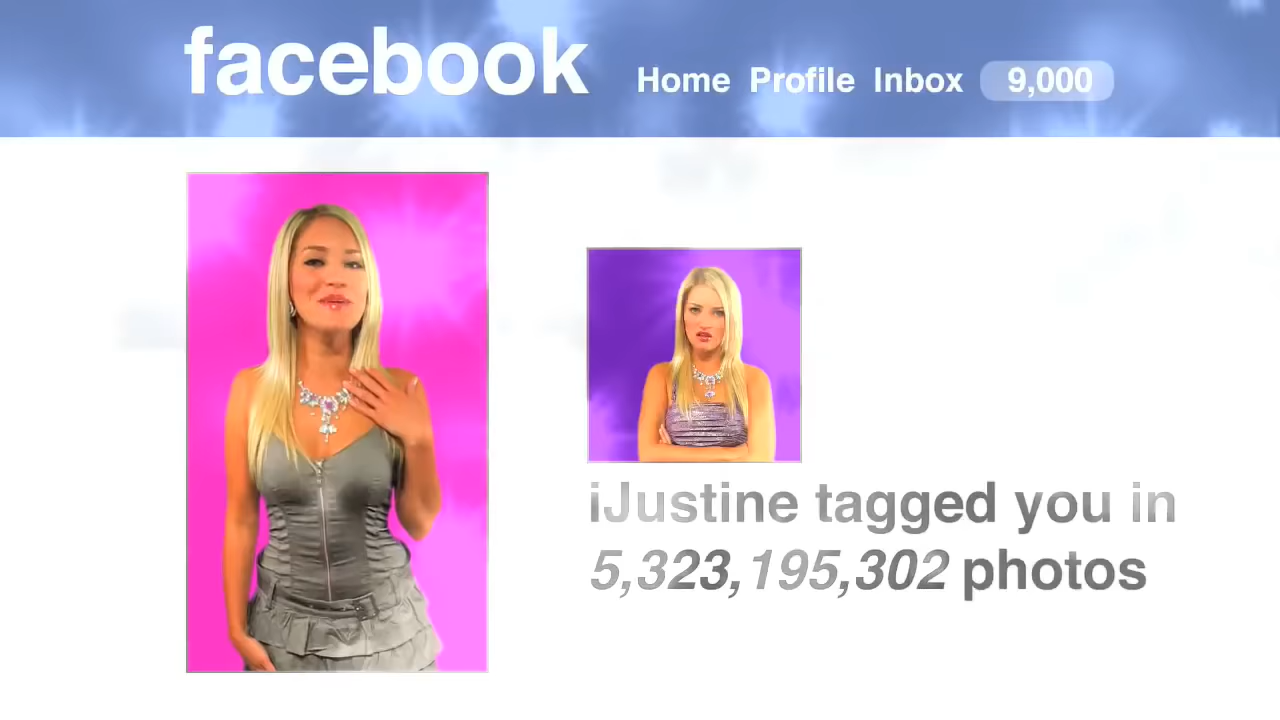 facebook
Home Profile Inbox 9,000
iJustine tagged you in
5,323,195,302 photos